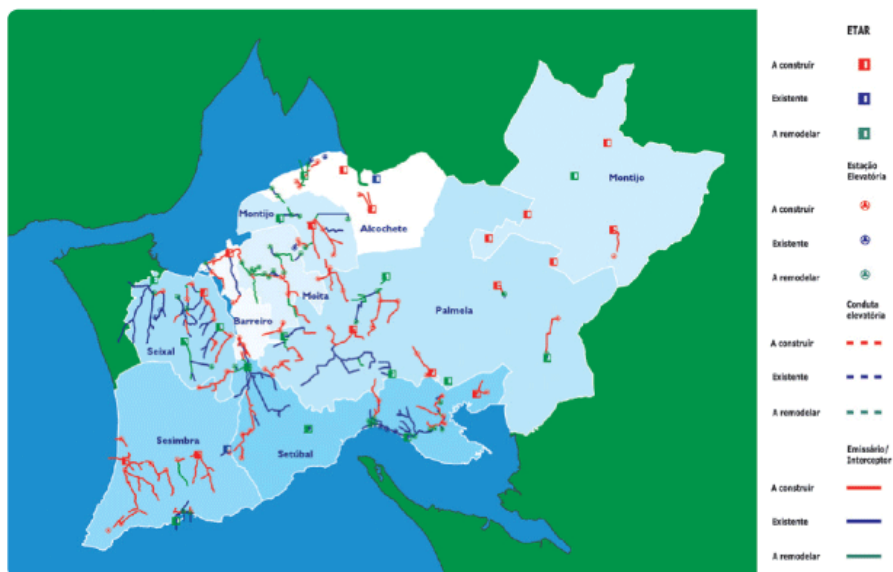 ETAR
A construir
Existente
A remodelar
Estação
Elevatória
A construir
Existente
A remodelar
Conduta
elevatória
A construir
Existente
A remodelar
Emissário/
Interceptor
A construir
Existente
A remodelar
Montijo
Montijo
Alcochete
Moita
Palmela
Barreiro
Seixal
Sesimbra
Setúbal